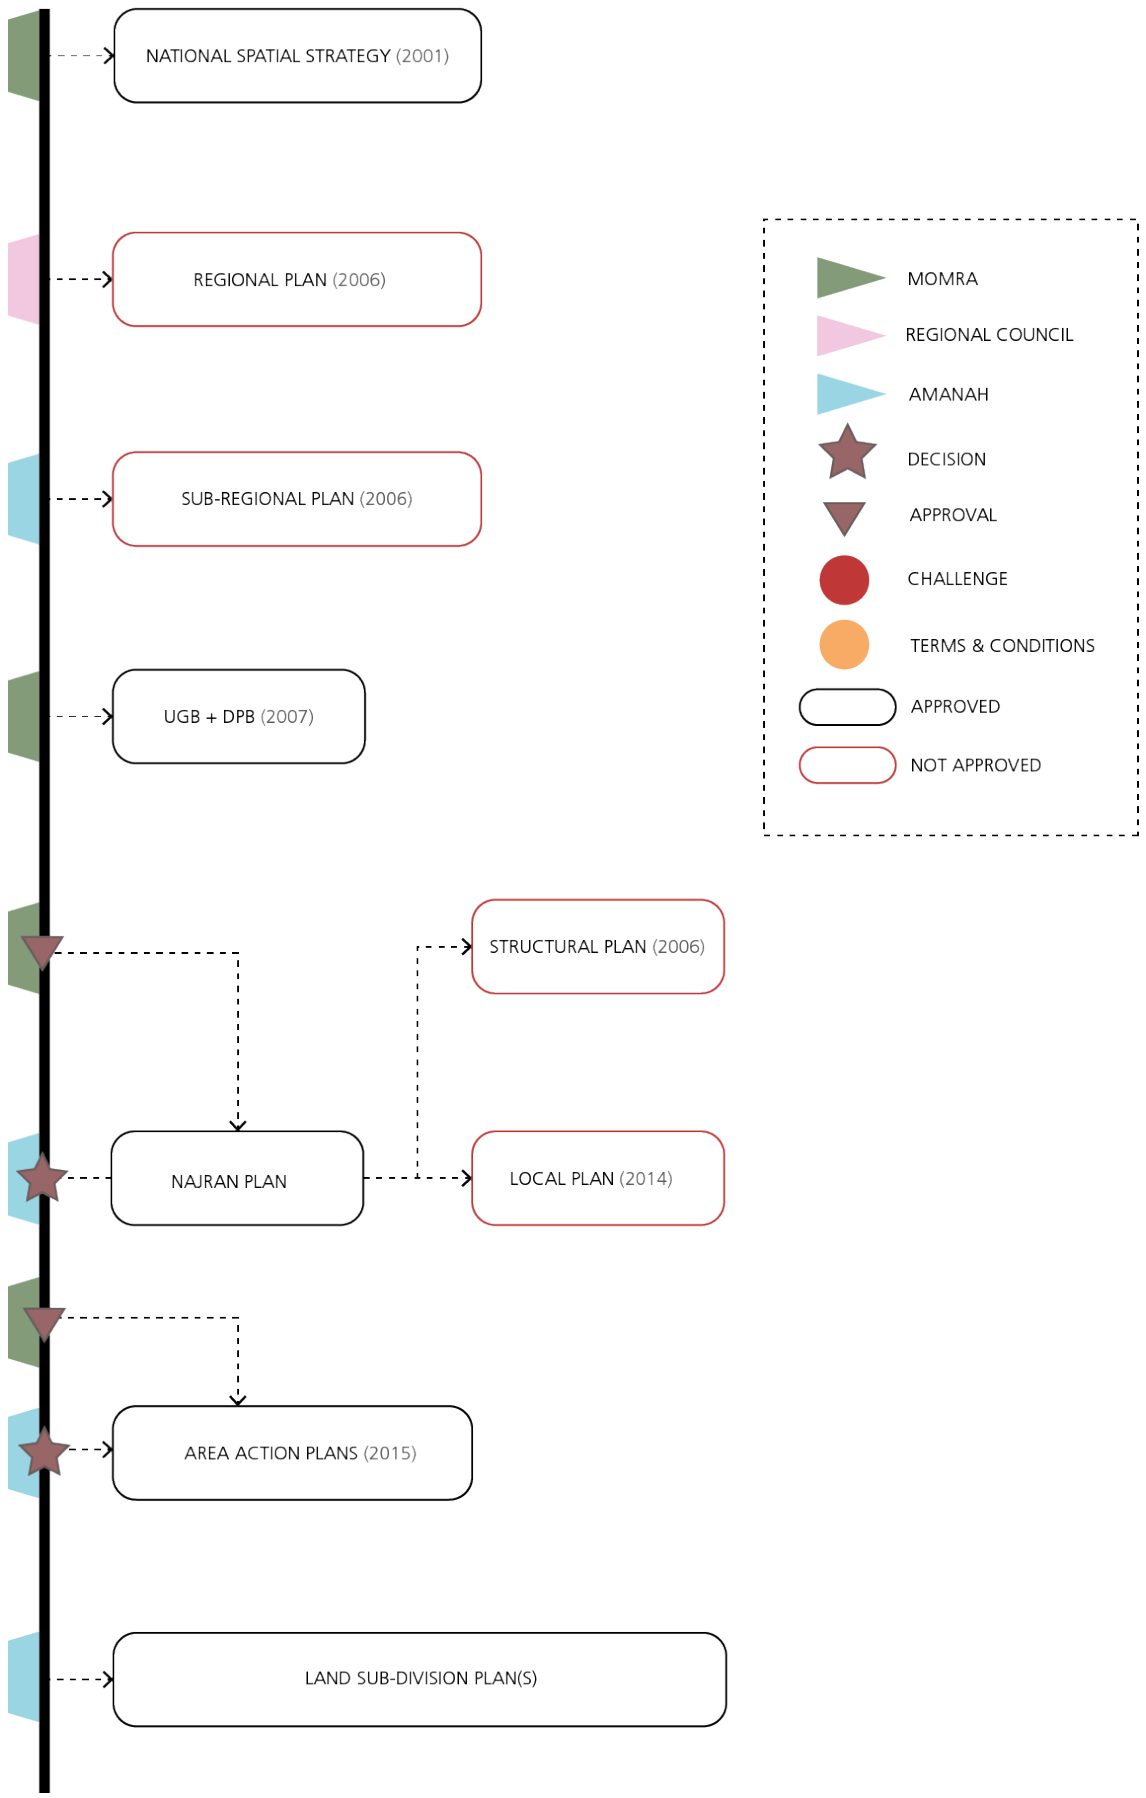 NATIONAL SPATIAL STRATEGY (2001)
REGIONAL PLAN (2006)
SUB-REGIONAL PLAN (2006)
UGB + DPB (2007)
STRUCTURAL PLAN (2006)
NAJRAN PLAN
LOCAL PLAN (2014)
AREA ACTION PLANS (2015)
LAND SUB-DIVISION PLAN(S)
MOMRA
REGIONAL COUNCIL
AMANAH
DECISION
APPROVAL
CHALLENGE
TERMS & CONDITIONS
APPROVED
NOT APPROVED